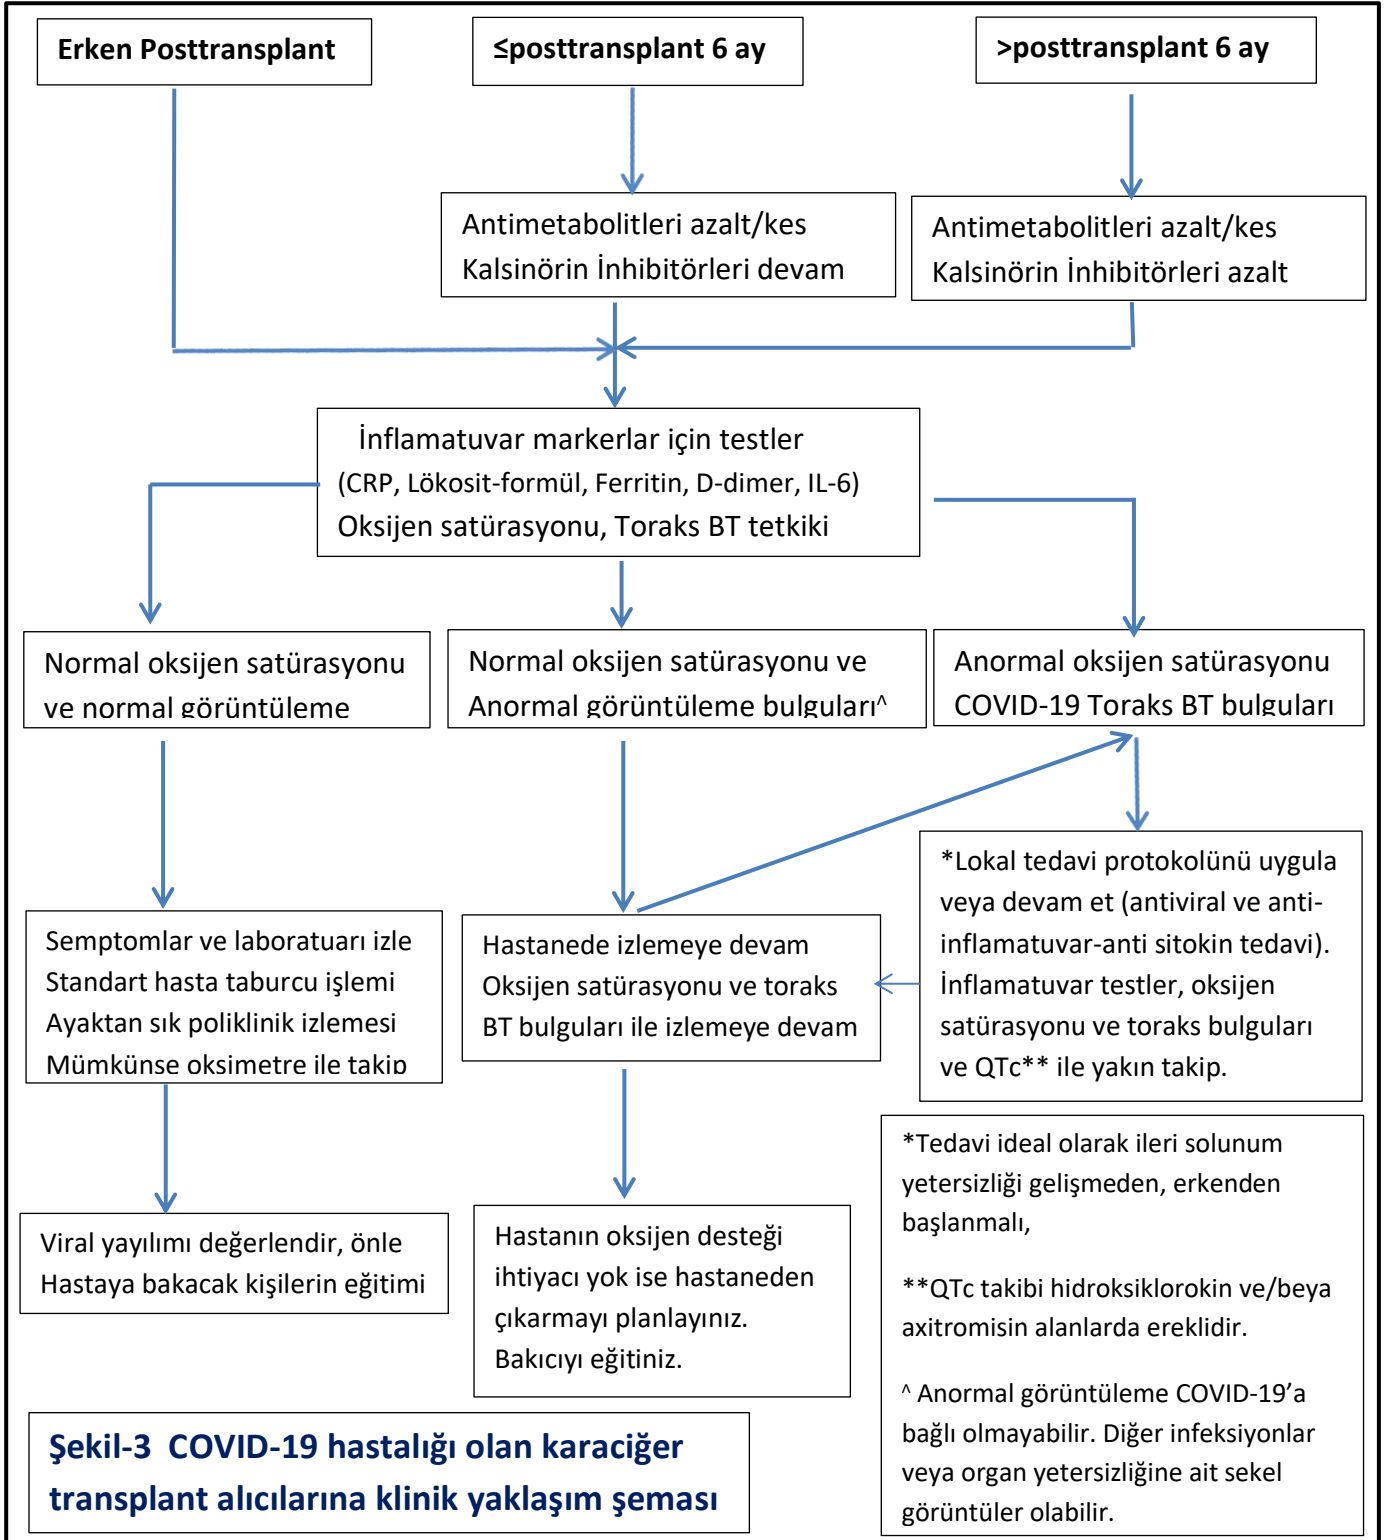 Erken Posttransplant
≤posttransplant 6 ay
>posttransplant 6 ay
Antimetabolitleri azalt/kes
Kalsinörin İnhibitörleri devam
Antimetabolitleri azalt/kes
Kalsinörin İnhibitörleri azalt
İnflamatuvar markerlar için testler
(CRP, Lökosit-formül, Ferritin, D-dimer, IL-6)
Oksijen satürasyonu, Toraks BT tetkiki
Normal oksijen satürasyonu
ve normal görüntüleme
Normal oksijen satürasyonu ve
Anormal görüntüleme bulguları^
Anormal oksijen satürasyonu
COVID-19 Toraks BT bulguları
Semptomlar ve laboratuarı izle
Standart hasta taburcu işlemi
Ayaktan sık poliklinik izlemesi
Mümkünse oksimetre ile takip
Hastanede izlemeye devam
Oksijen satürasyonu ve toraks
BT bulguları ile izlemeye devam
*Lokal tedavi protokolünü uygula
veya devam et (antiviral ve anti-
inflamatuvar-anti sitokin tedavi).
İnflamatuvar testler, oksijen
satürasyonu ve toraks bulguları
ve QTc** ile yakın takip.
Viral yayılımı değerlendir, önle
Hastaya bakacak kişilerin eğitimi
Hastanın oksijen desteği
ihtiyacı yok ise hastaneden
çıkarmayı planlayınız.
Bakıcıyı eğitiniz.
*Tedavi ideal olarak ileri solunum
yetersizliği gelişmeden, erkenden
başlanmalı,
**QTc takibi hidroksiklorokin ve/beya
axitromisin alanlarda ereklidir.
^ Anormal görüntüleme COVID-19’a
bağlı olmayabilir. Diğer infeksiyonlar
veya organ yetersizliğine ait sekel
görüntüler olabilir.
Şekil-3 COVID-19 hastalığı olan karaciğer
transplant alıcılarına klinik yaklaşım şeması